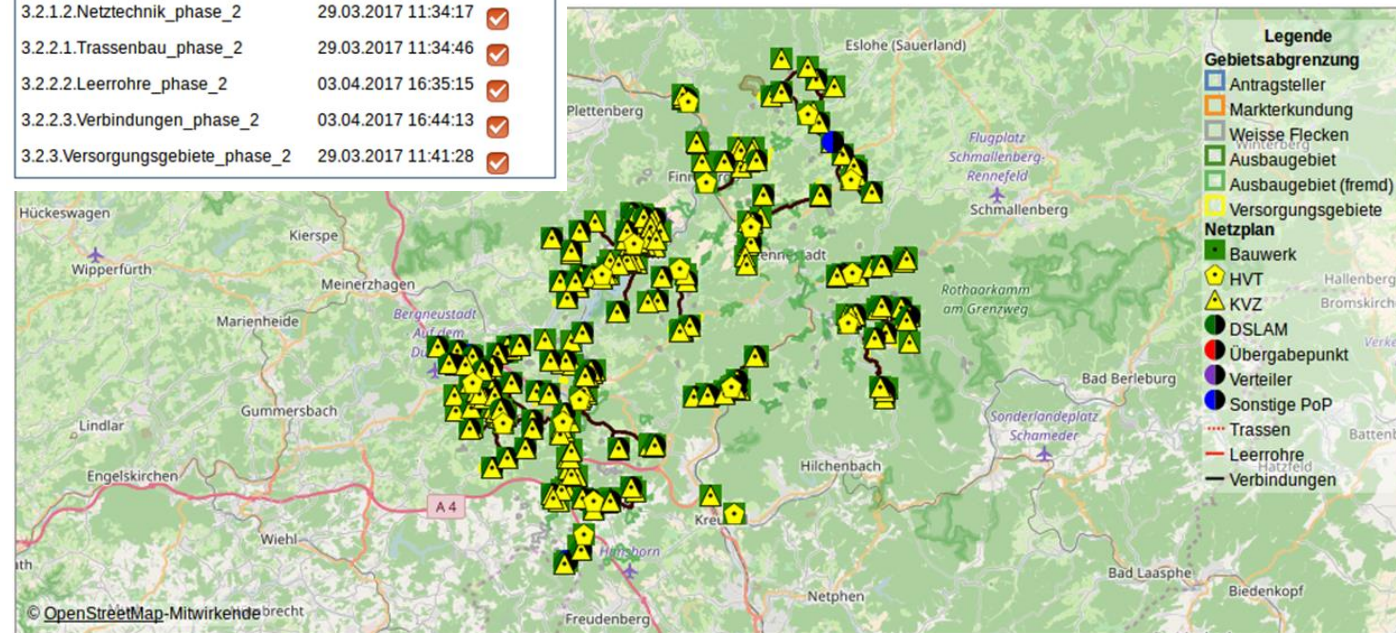 3.2.1.2.Netztechnik_phase_2 29.03.2017 11:34:17
3.2.2.1.Trassenbau_phase_2 29.03.2017 11:34:46
3.2.2.2.Leerrohre_phase_2 03.04.2017 16:35:15
3.2.2.3.Verbindungen_phase_2 03.04.2017 16:44:13
3.2.3.Versorgungsgebiete_phase_2 29.03.2017 11:41:28
Eslohe (Sauerland)
Plettenberg
Flugplatz
Schmallenberg-
Rennefeld
Schmallenberg
Hückeswagen
Kierspe
Wipperfürth
Meinerzhagen
Rothaarkamm
am Grenzweg
Marienheide
Bergneustadt
Auf dem
Bad Berleburg
Gummersbach
Sonderlandeplatz
Schameder
Lindlar
Hilchenbach
Engelskirchen
A 4
Wiehl
Bad Laasphe
Netphen
Biedenkopf
Freudenberg
Winterberg
Hallenberg
Bromskirch
Hatzfeld
Battenb
Legende
Gebietsabgrenzung
Antragsteller
Markterkundung
Weisse Flecken
Ausbaugebiet
Ausbaugebiet (fremd)
Versorgungsgebiete
Netzplan
Bauwerk
HVT
KVZ
DSLAM
Übergabepunkt
Verteiler
Sonstige PoP
Trassen
Leerrohre
Verbindungen
© OpenStreetMap-Mitwirkende